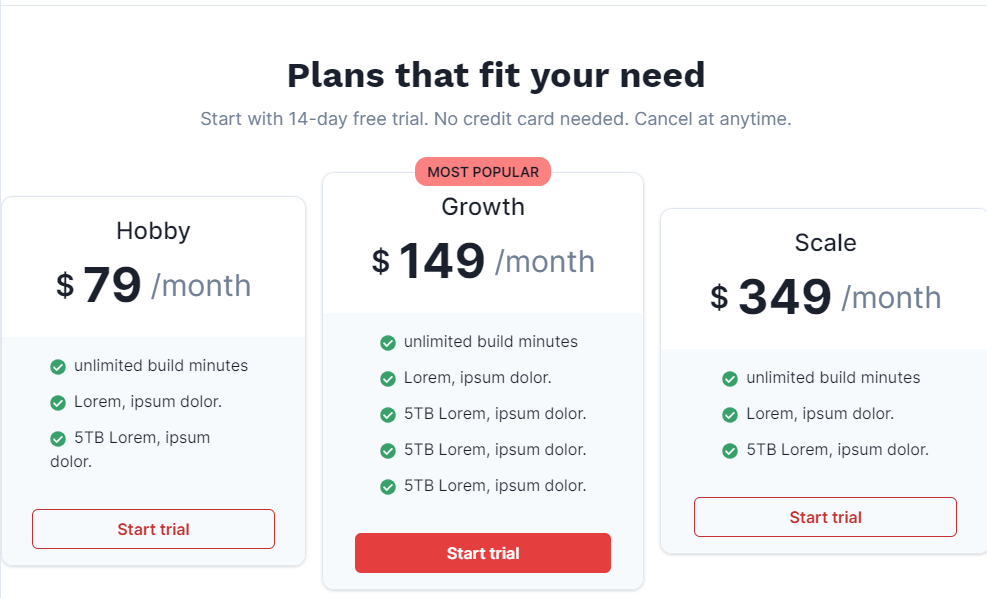 Plans that fit your need
Start with 14-day free trial. No credit card needed. Cancel at anytime.
Hobby
$ 79 /month
unlimited build minutes
Lorem, ipsum dolor.
5TB Lorem, ipsum
dolor.
Start trial
MOST POPULAR
Growth
$ 149 /month
unlimited build minutes
Lorem, ipsum dolor.
5TB Lorem, ipsum dolor.
5TB Lorem, ipsum dolor.
5TB Lorem, ipsum dolor.
Start trial
Scale
$ 349 /month
unlimited build minutes
Lorem, ipsum dolor.
5TB Lorem, ipsum dolor.
Start trial